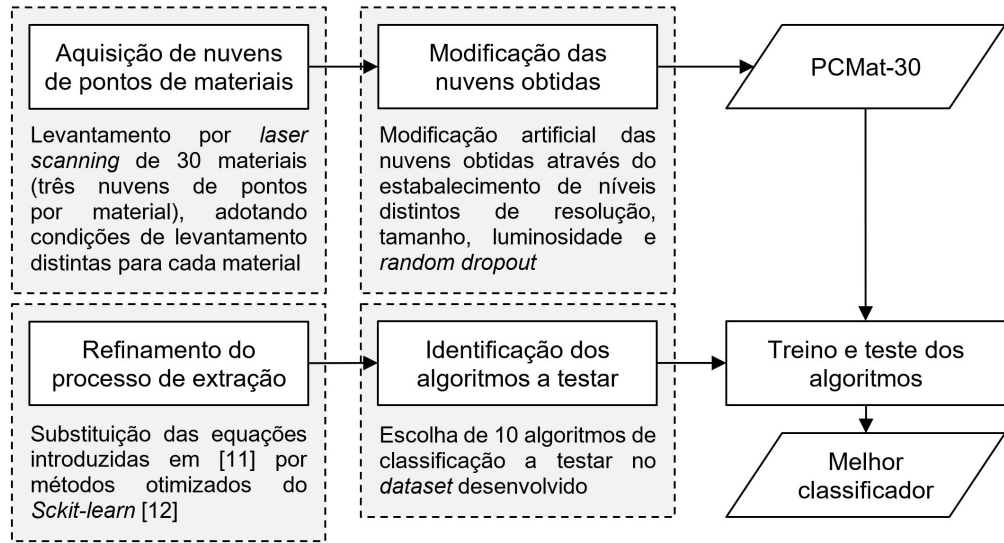 Aquisição de nuvens
de pontos de materiais
Levantamento por laser
scanning de 30 materiais
(três nuvens de pontos
por material), adotando
condições de levantamento
distintas para cada material
Modificação das
nuvens obtidas
Modificação artificial das
nuvens obtidas através do
estabalecimento de níveis
distintos de resolução,
tamanho, luminosidade e
random dropout
PCMat-30
Refinamento do
processo de extração
Substituição das equações
introduzidas em [11] por
métodos otimizados do
Sckit-learn [12]
Identificação dos
algoritmos a testar
Escolha de 10 algoritmos de
classificação a testar no
dataset desenvolvido
Treino e teste dos
algoritmos
Melhor
classificador